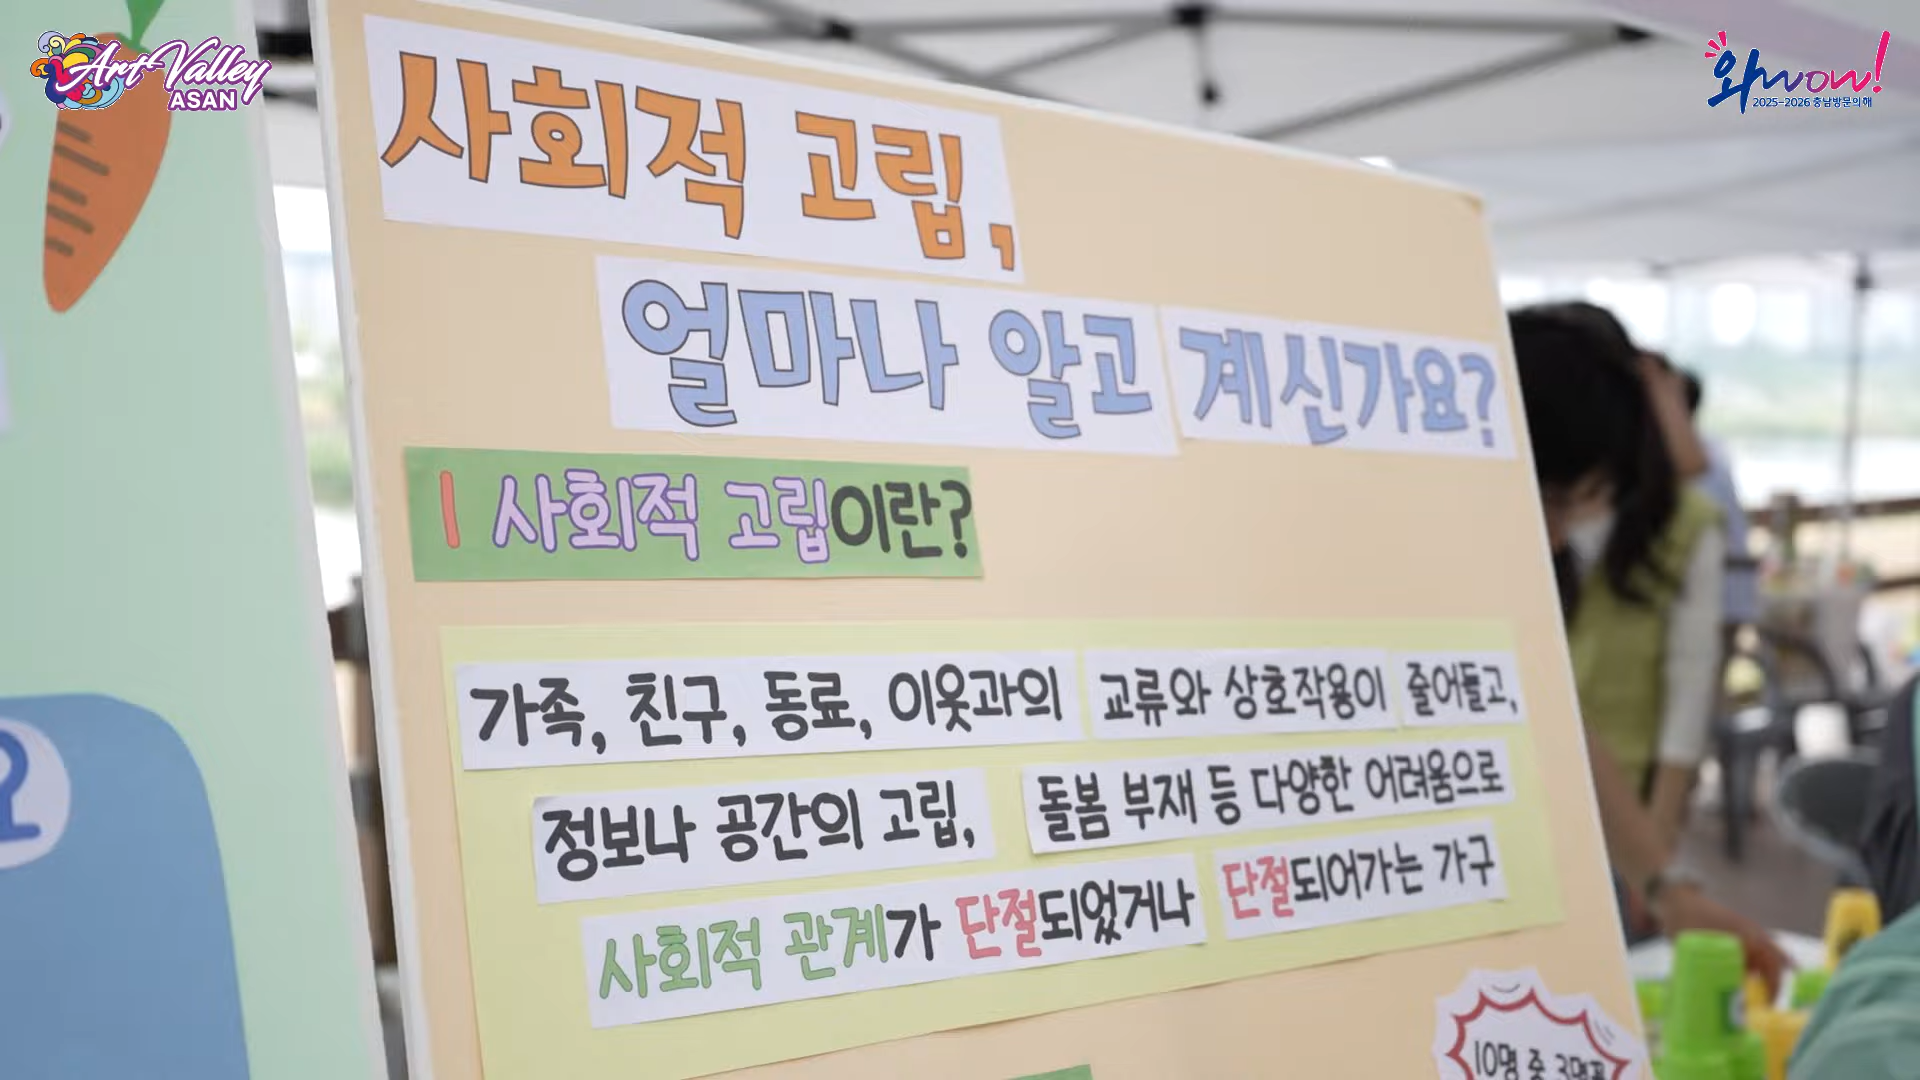 Art Valley
ASAN
와wow!
2025-2026 충남방문의해
사회적 고립,
얼마나 알고 계신가요?
1 사회적 고립이란?
가족, 친구, 동료, 이웃과의 교류와 상호작용이 줄어들고,
정보나 공간의 고립, 돌봄 부재 등 다양한 어려움으로
사회적 관계가 단절되었거나 단절되어가는 가구
10명 중 3명꼴
요